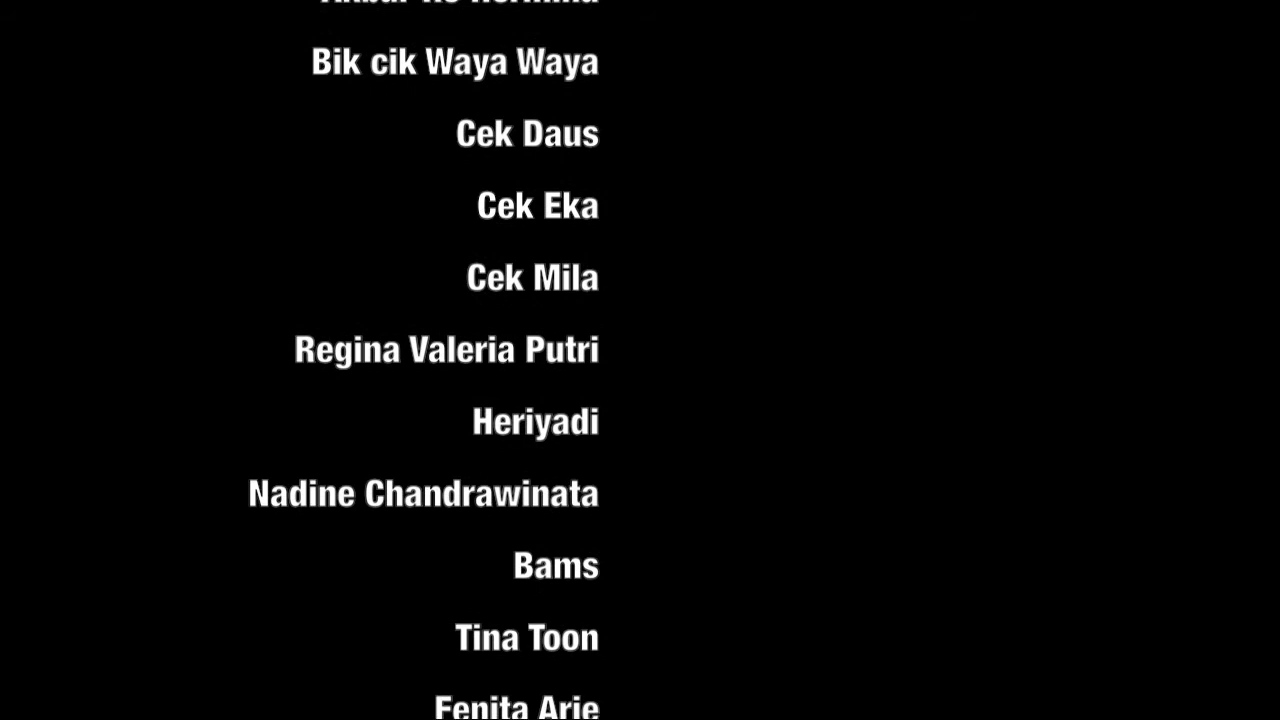 Bik cik Waya Waya
Cek Daus
Cek Eka
Cek Mila
Regina Valeria Putri
Heriyadi
Nadine Chandrawinata
Bams
Tina Toon
Fenita Arie